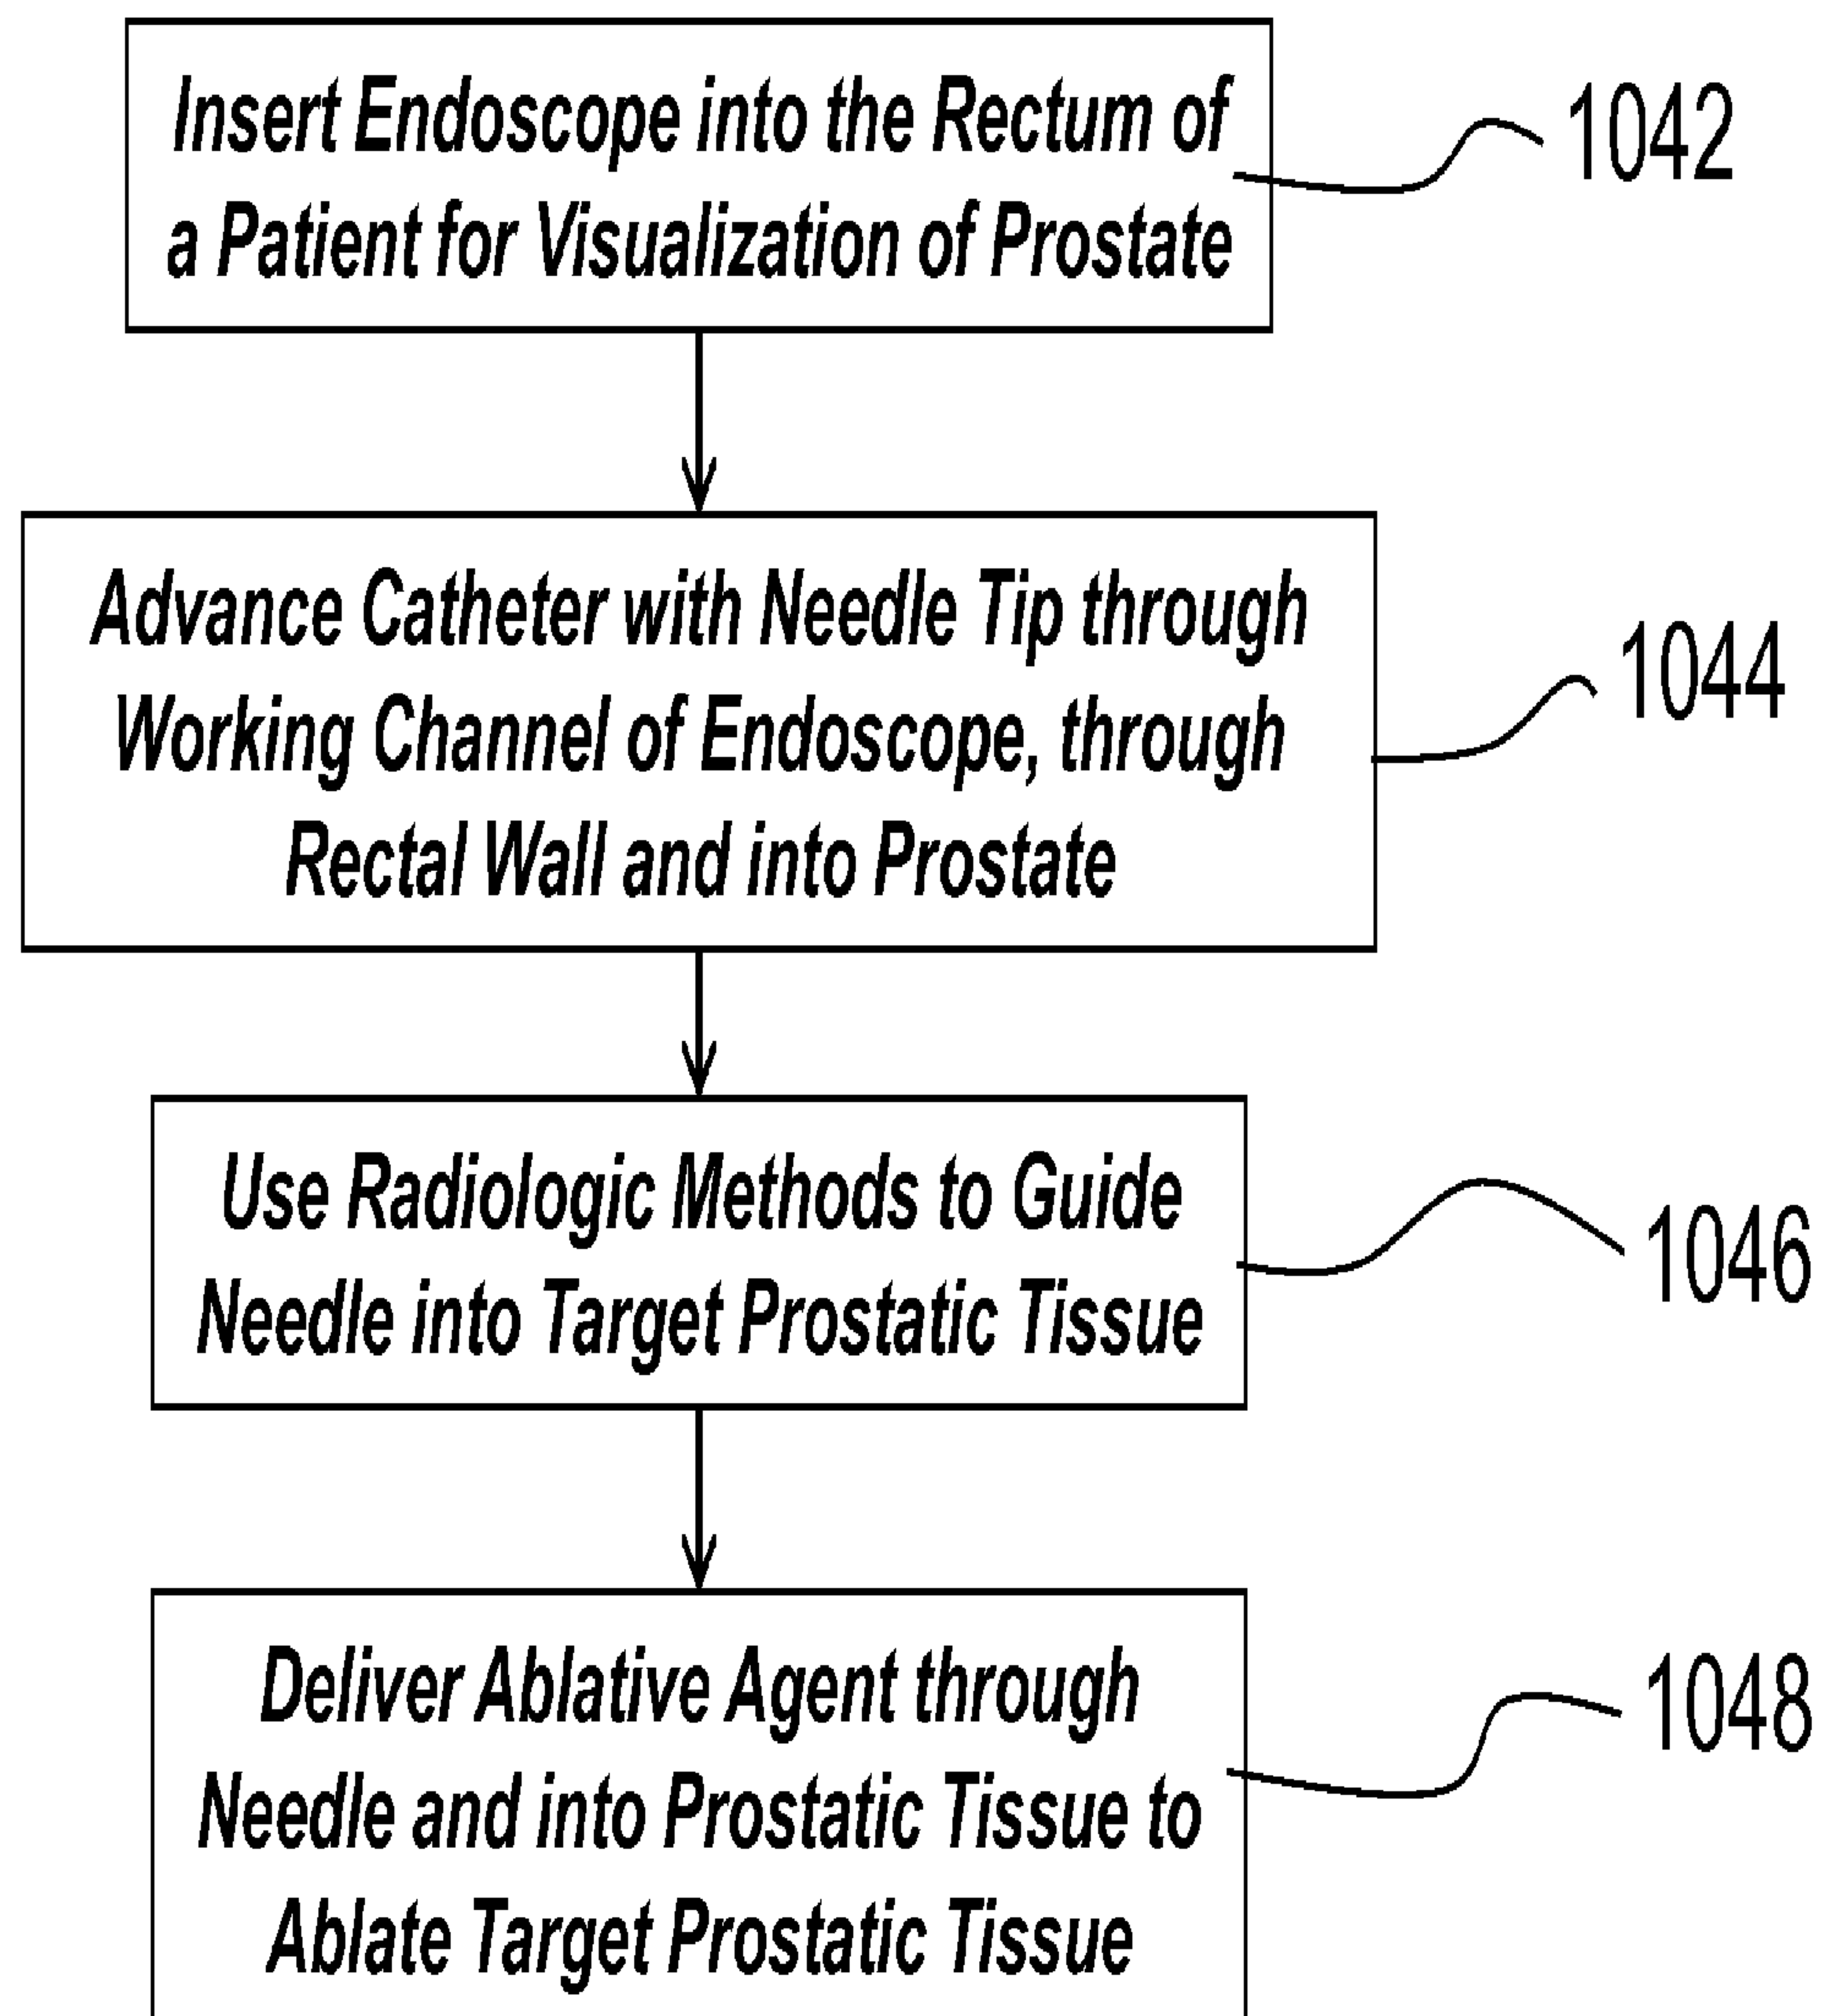 Insert Endoscope into the Rectum of
a Patient for Visualization of Prostate
1042
Advance Catheter with Needle Tip through
Working Channel of Endoscope, through
Rectal Wall and into Prostate
1044
Use Radiologic Methods to Guide
Needle into Target Prostatic Tissue
1046
Deliver Ablative Agent through
Needle and into Prostatic Tissue to
Ablate Target Prostatic Tissue
1048